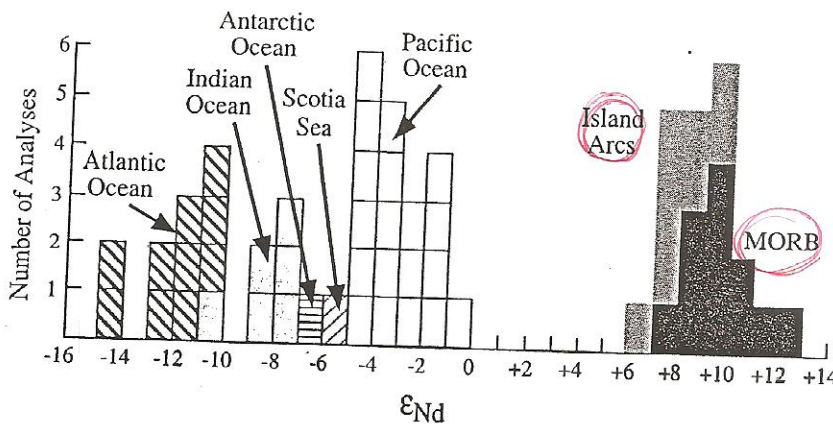 Antarctic
Ocean
Pacific
Ocean
Indian
Ocean
Scotia
Sea
Atlantic
Ocean
Island
Arcs
MORB
Number of Analyses
6
5
4
3
2
1
-16
-14
-12
-10
-8
-6
-4
-2
0
+2
+4
+6
+8
+10
+12
+14
εNd